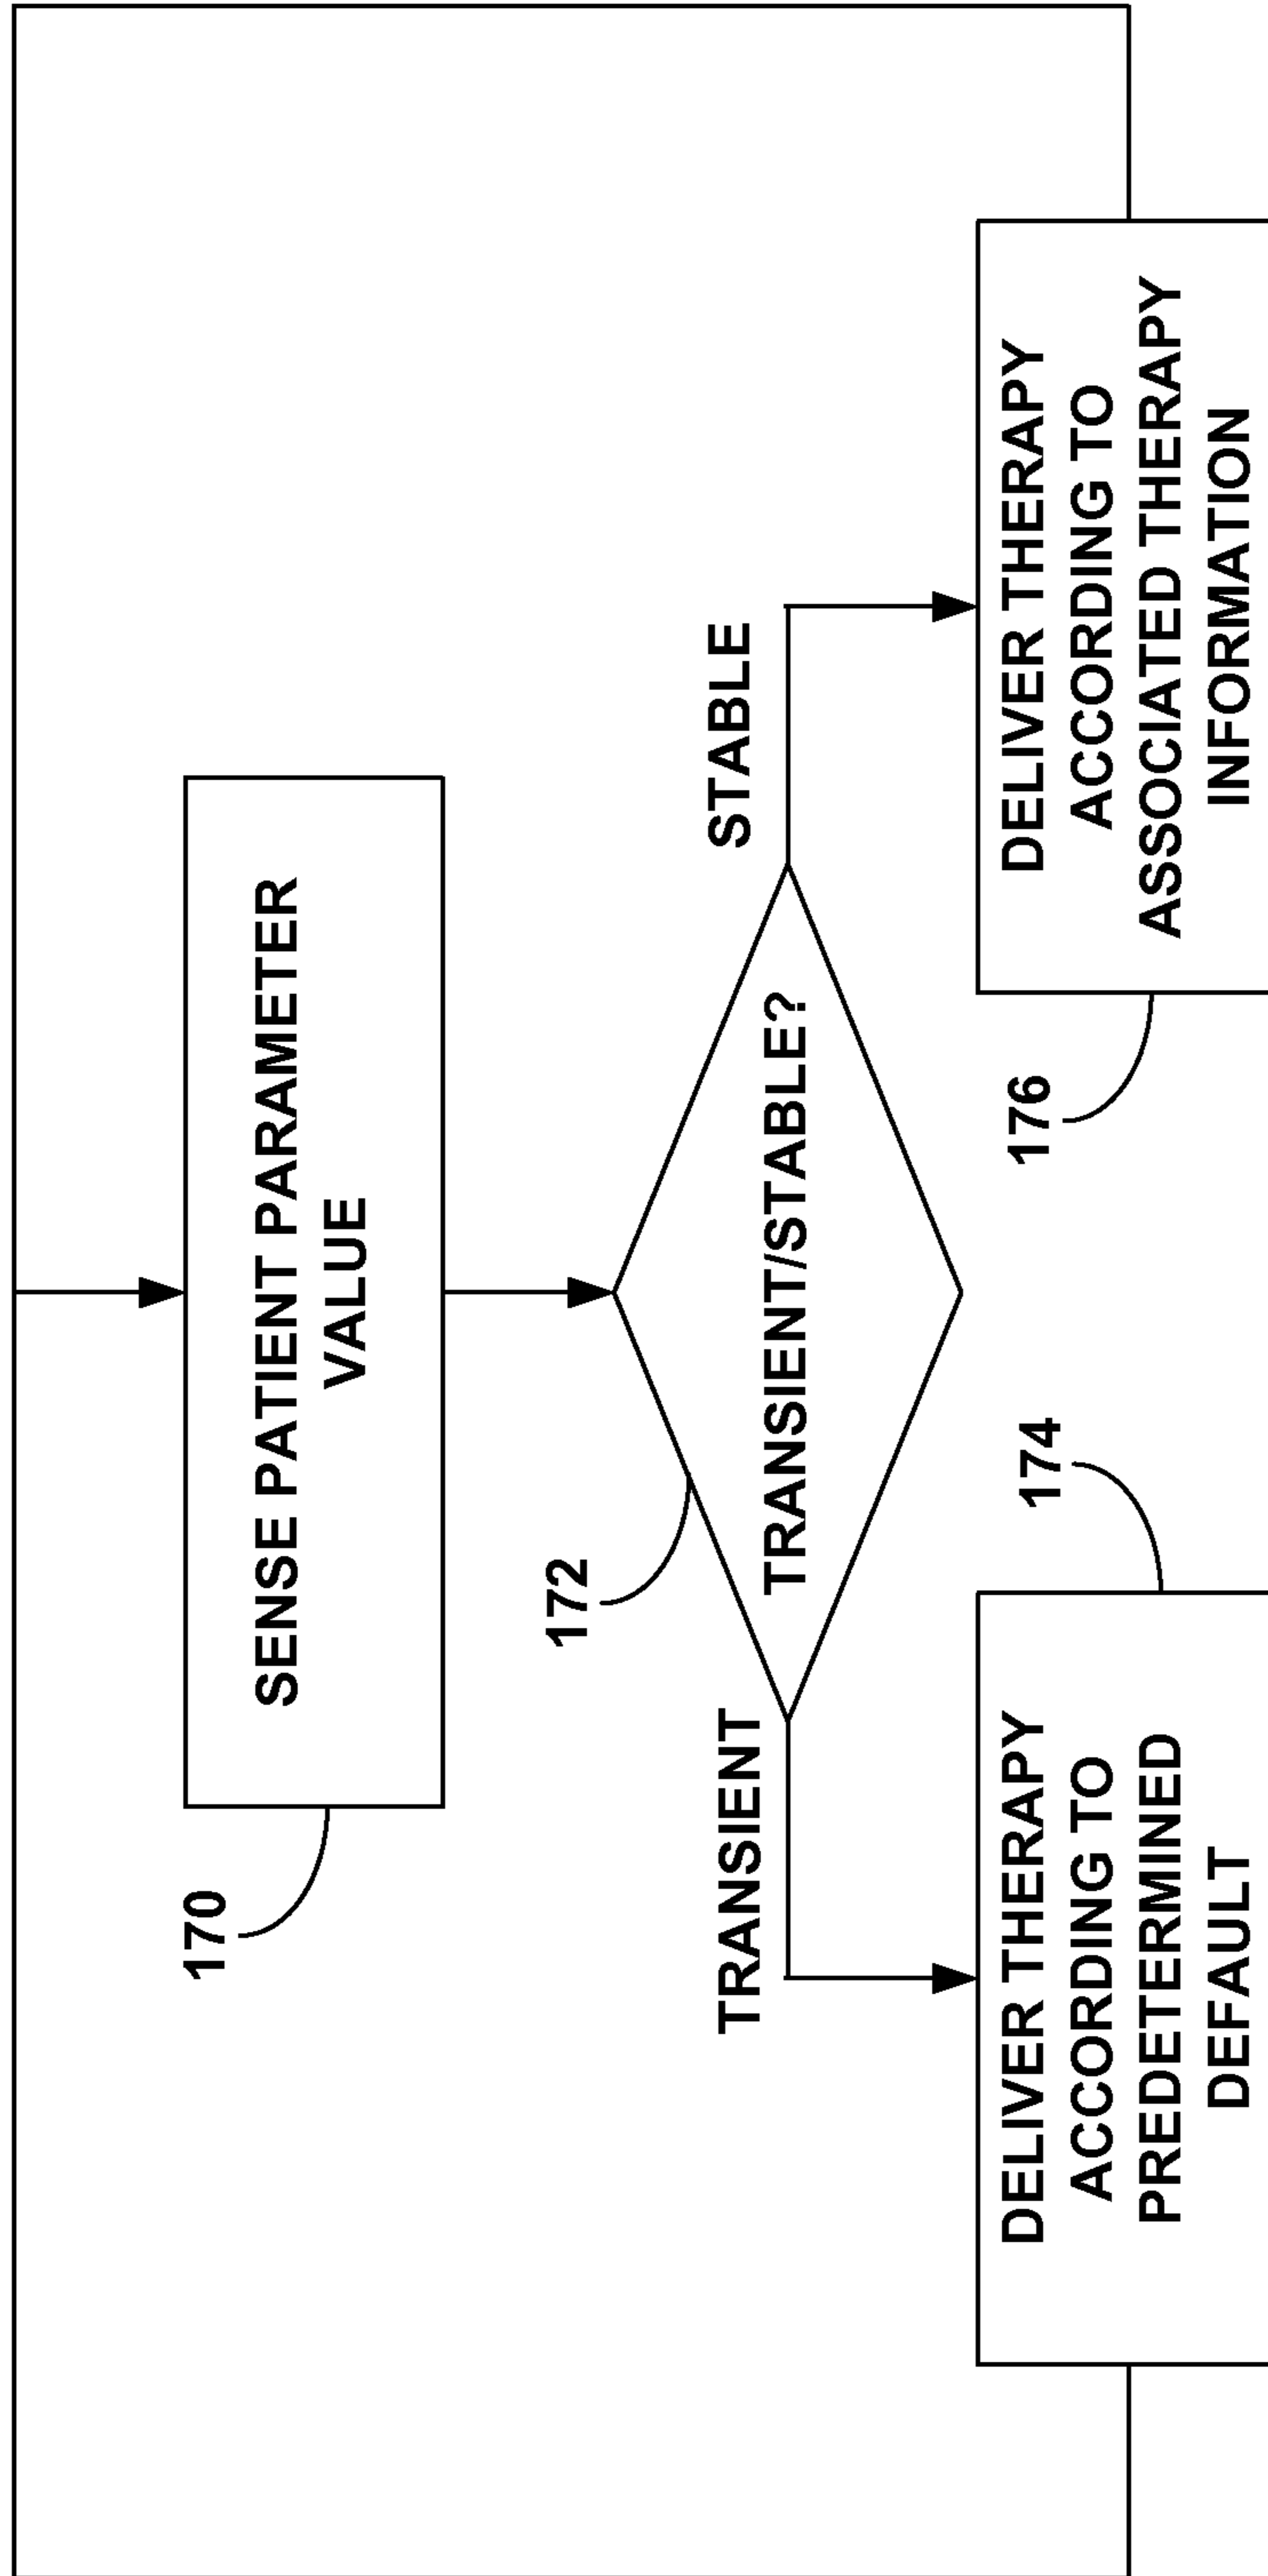 170
SENSE PATIENT PARAMETER
VALUE
172
TRANSIENT/STABLE?
TRANSIENT
STABLE
174
DELIVER THERAPY
ACCORDING TO
PREDETERMINED
DEFAULT
176
DELIVER THERAPY
ACCORDING TO
ASSOCIATED THERAPY
INFORMATION